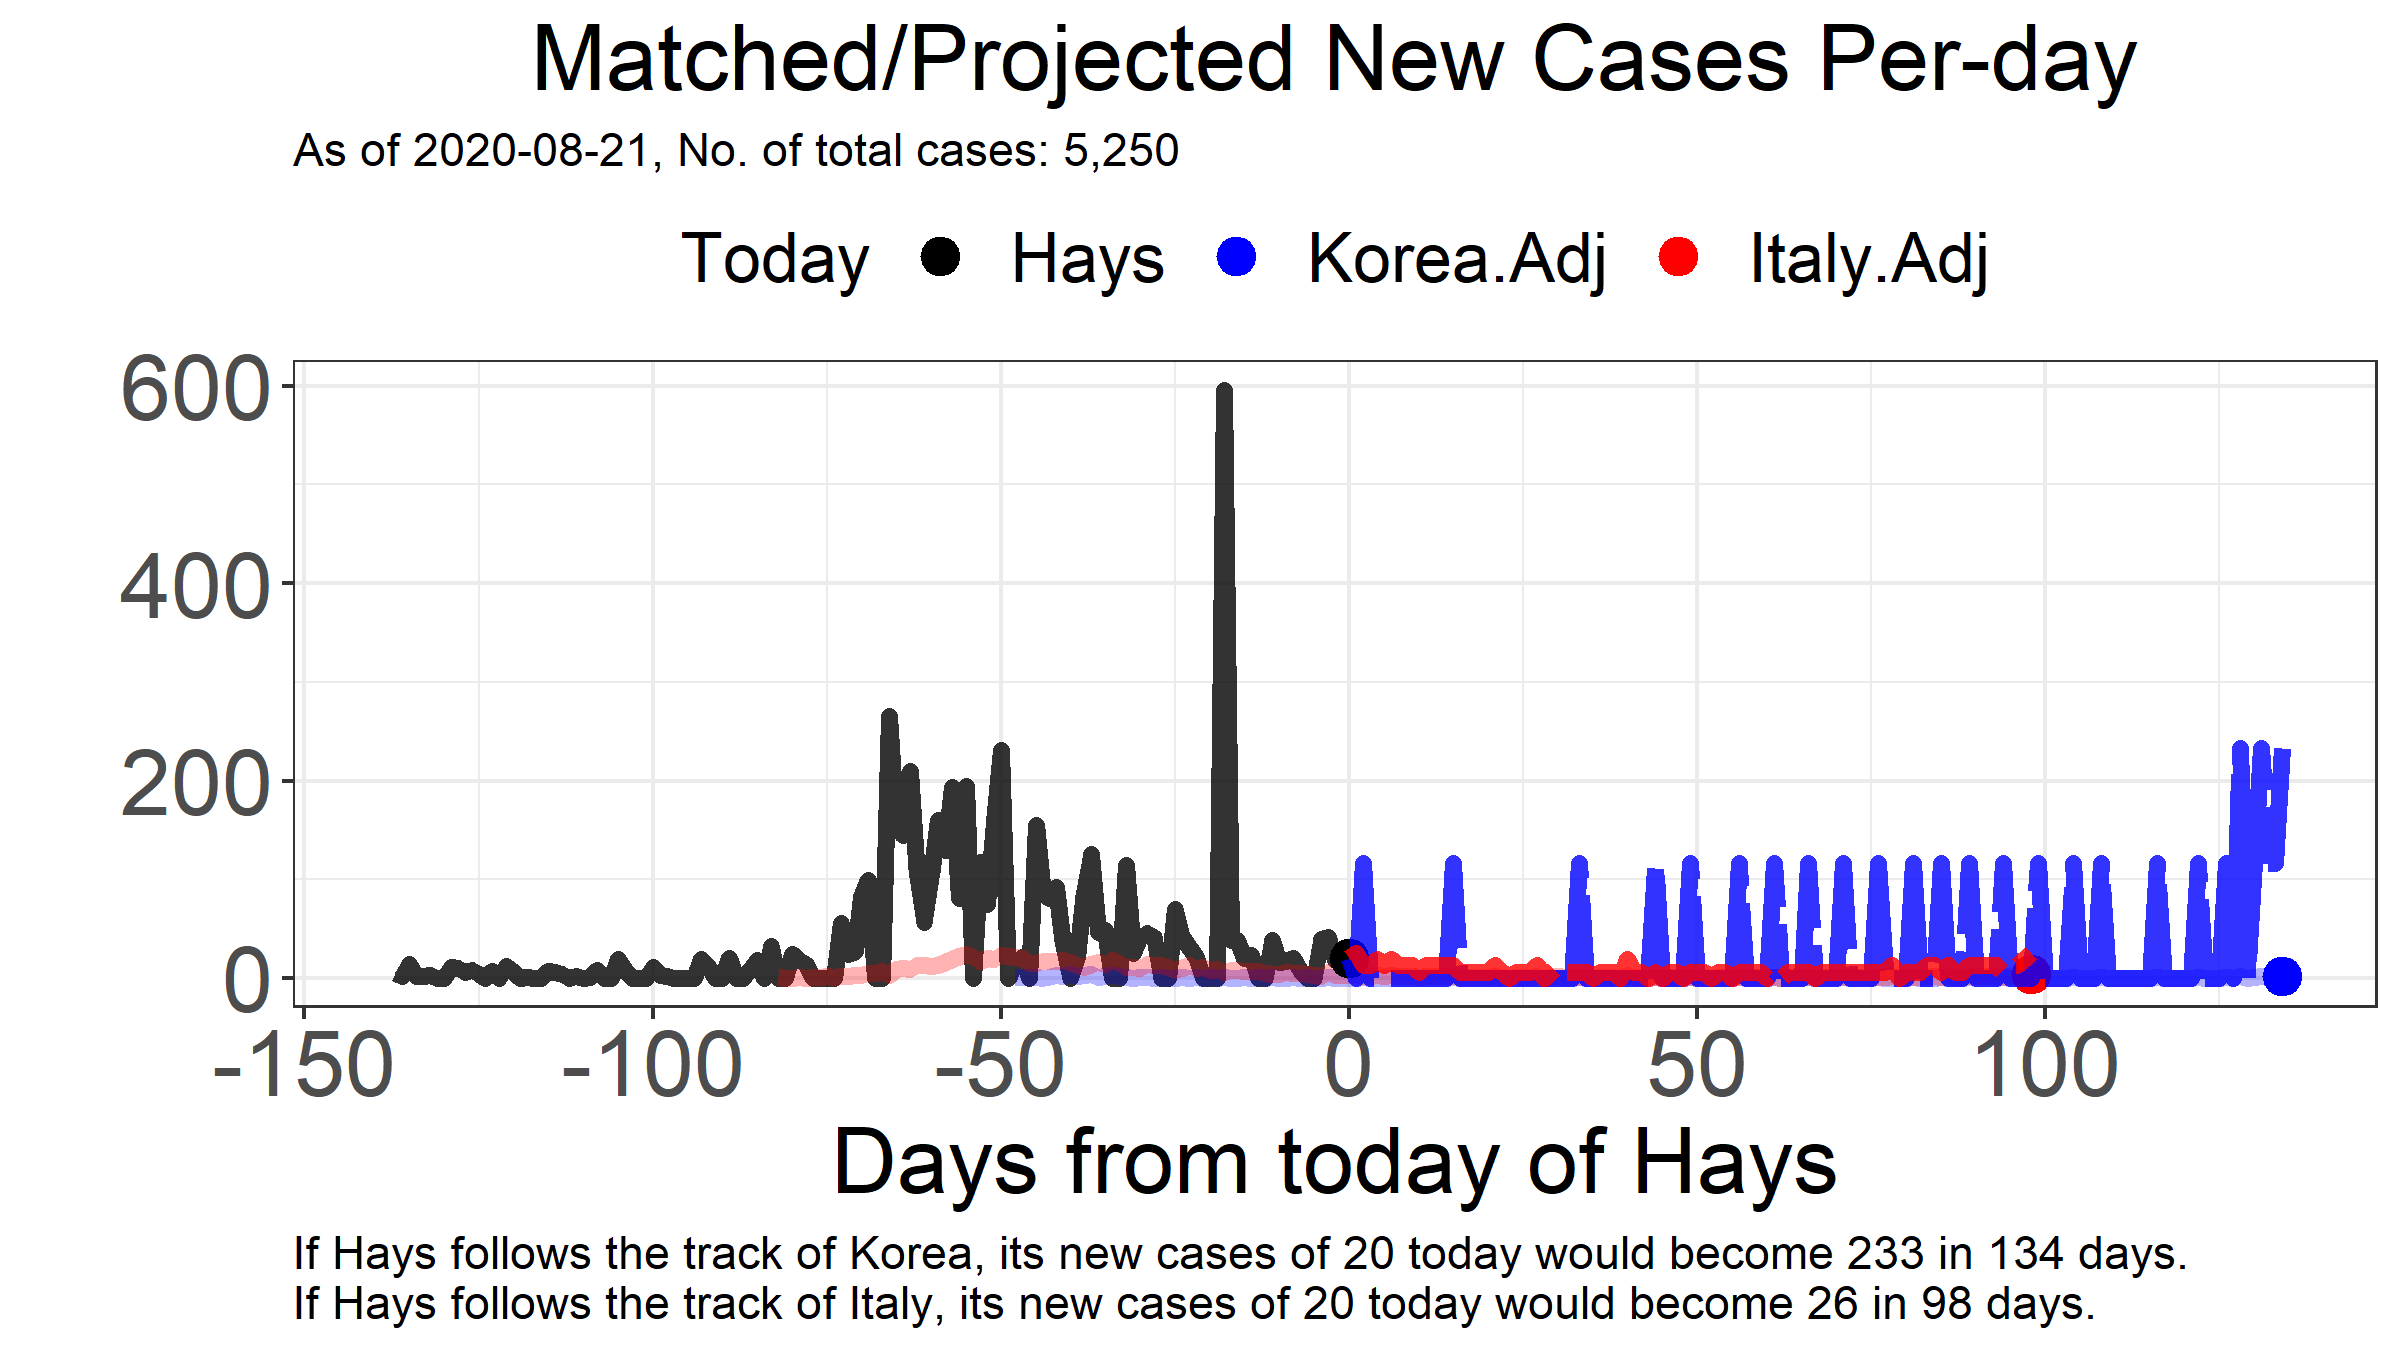 Matched/Projected New Cases Per-day
As of 2020-08-21, No. of total cases: 5,250
Today Hays Korea.Adj Italy.Adj
600
400
200
0
-150 -100 -50 0 50 100
Days from today of Hays
If Hays follows the track of Korea, its new cases of 20 today would become 233 in 134 days.
If Hays follows the track of Italy, its new cases of 20 today would become 26 in 98 days.